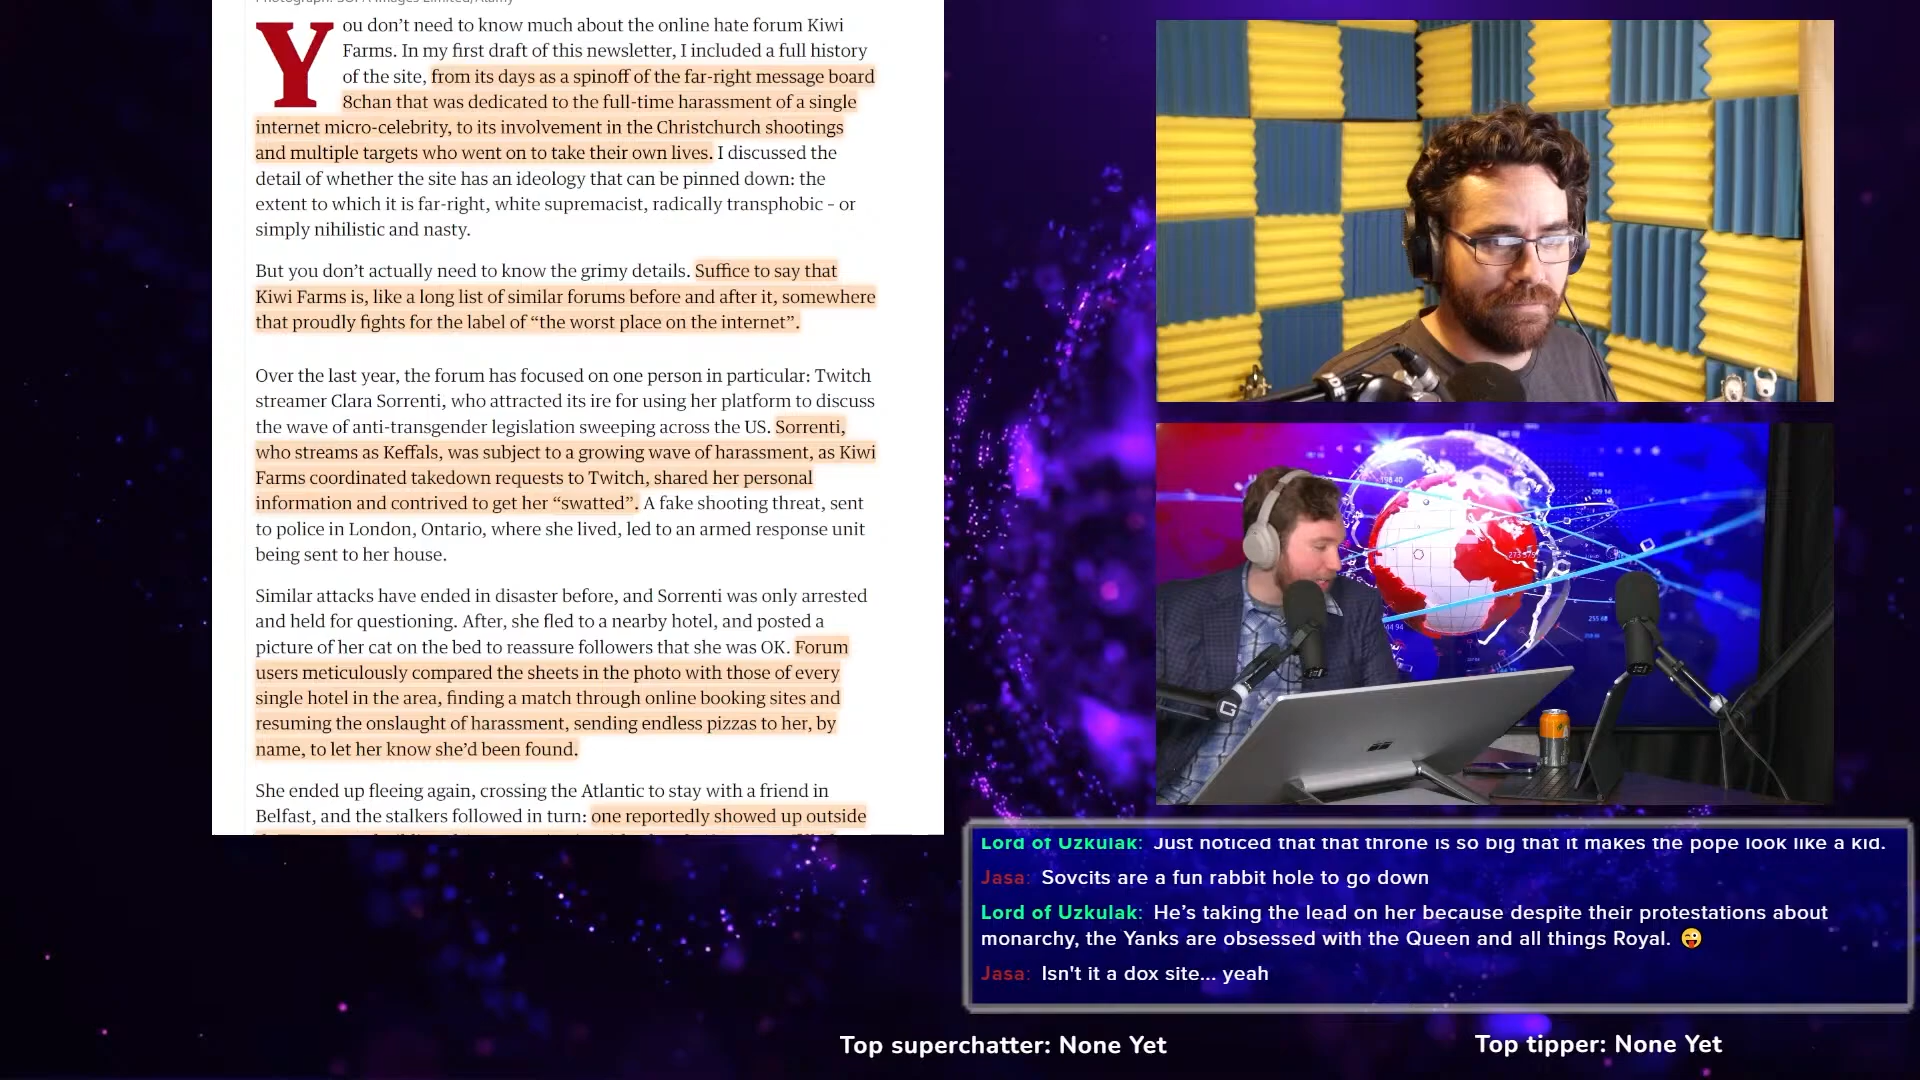 Photograph: SOPA Images Limited/Alamy
You don’t need to know much about the online hate forum Kiwi
Farms. In my first draft of this newsletter, I included a full history
of the site, from its days as a spinoff of the far-right message board
8chan that was dedicated to the full-time harassment of a single
internet micro-celebrity, to its involvement in the Christchurch shootings
and multiple targets who went on to take their own lives. I discussed the
detail of whether the site has an ideology that can be pinned down: the
extent to which it is far-right, white supremacist, radically transphobic – or
simply nihilistic and nasty.
But you don’t actually need to know the grimy details. Suffice to say that
Kiwi Farms is, like a long list of similar forums before and after it, somewhere
that proudly fights for the label of “the worst place on the internet”.
Over the last year, the forum has focused on one person in particular: Twitch
streamer Clara Sorrenti, who attracted its ire for using her platform to discuss
the wave of anti-transgender legislation sweeping across the US. Sorrenti,
who streams as Keffals, was subject to a growing wave of harassment, as Kiwi
Farms coordinated takedown requests to Twitch, shared her personal
information and contrived to get her “swatted”. A fake shooting threat, sent
to police in London, Ontario, where she lived, led to an armed response unit
being sent to her house.
Similar attacks have ended in disaster before, and Sorrenti was only arrested
and held for questioning. After, she fled to a nearby hotel, and posted a
picture of her cat on the bed to reassure followers that she was OK. Forum
users meticulously compared the sheets in the photo with those of every
single hotel in the area, finding a match through online booking sites and
resuming the onslaught of harassment, sending endless pizzas to her, by
name, to let her know she’d been found.
She ended up fleeing again, crossing the Atlantic to stay with a friend in
Belfast, and the stalkers followed in turn: one reportedly showed up outside
Lord of Uzkulak: Just noticed that that throne is so big that it makes the pope look like a kid.
Jasa: Sovcits are a fun rabbit hole to go down
Lord of Uzkulak: He’s taking the lead on her because despite their protestations about
monarchy, the Yanks are obsessed with the Queen and all things Royal. 😜
Jasa: Isn't it a dox site... yeah
Top superchatter: None Yet
Top tipper: None Yet